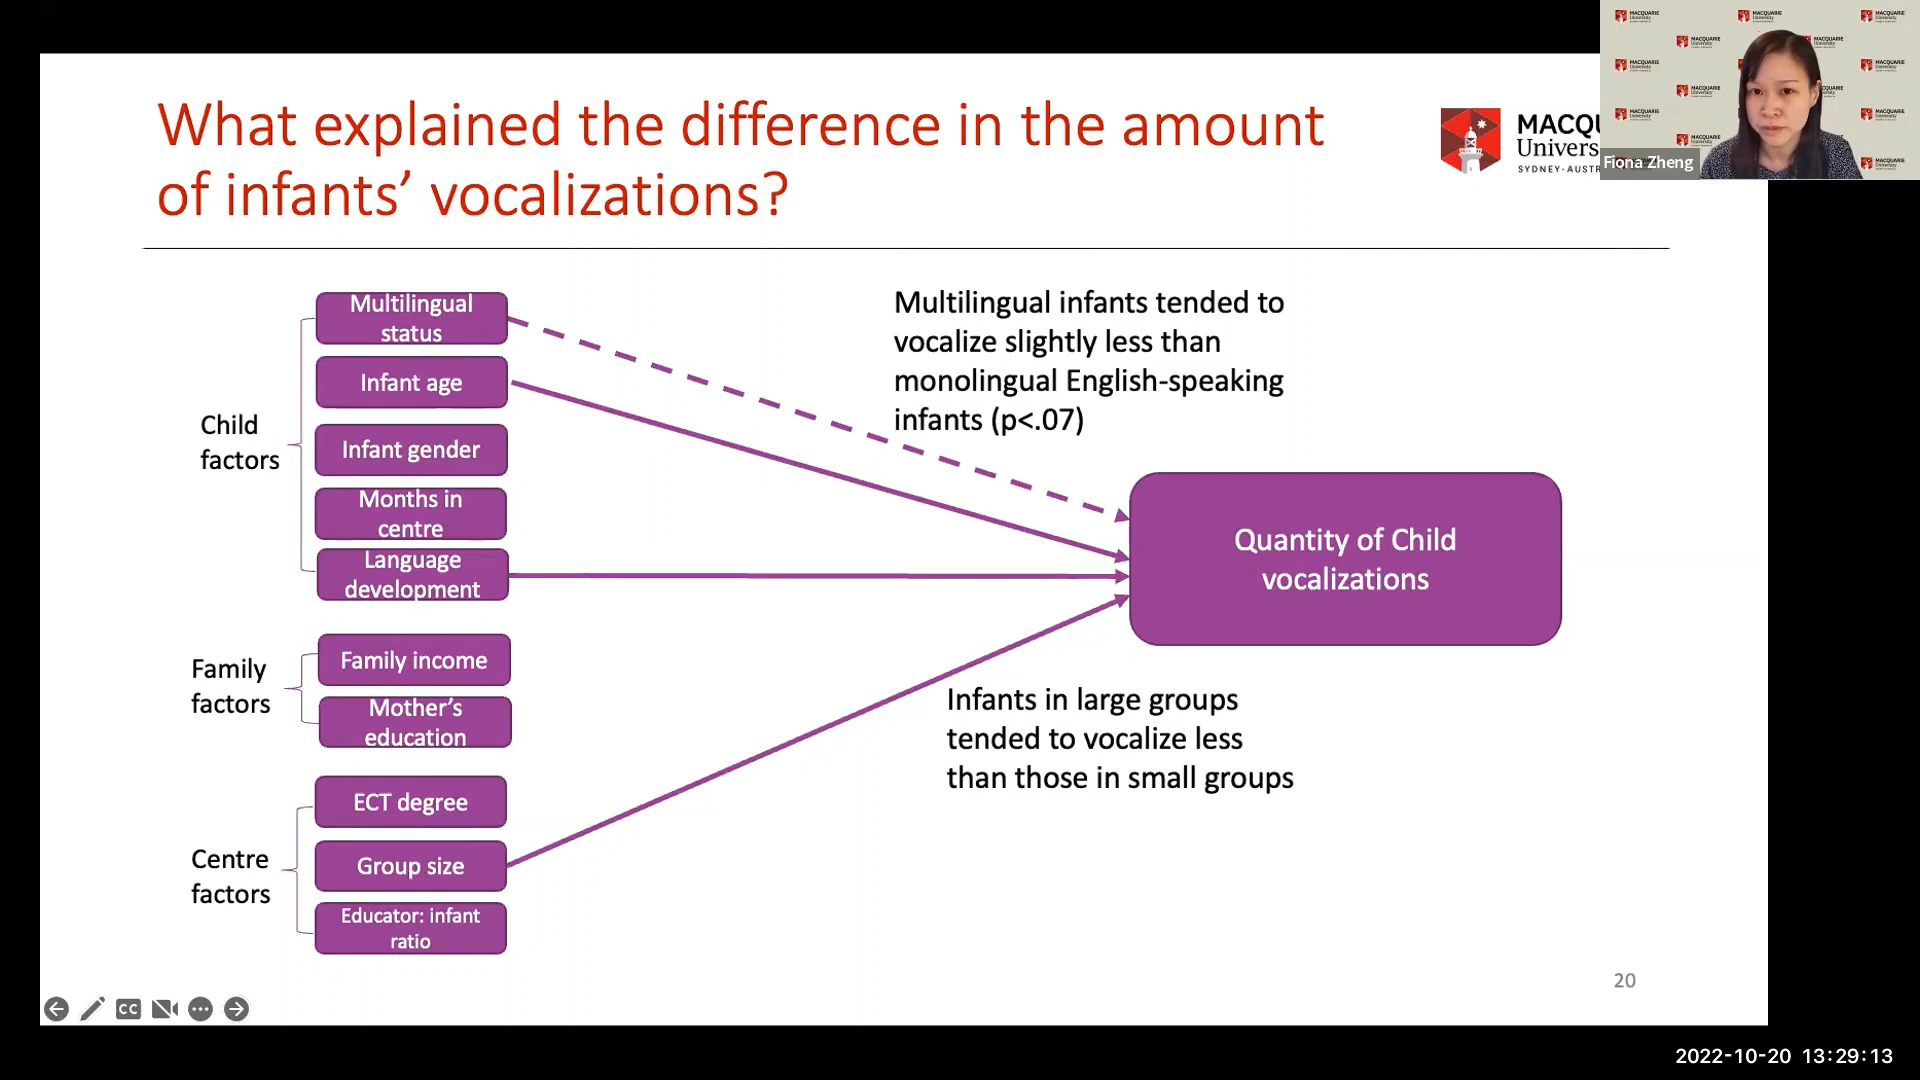 What explained the difference in the amount
of infants’ vocalizations?
MACQU
Univers
SYDNEY·AUSTR
MACQUARIE
University
Fiona Zheng
Child
factors
Multilingual
status
Infant age
Infant gender
Months in
centre
Language
development
Family
factors
Family income
Mother’s
education
Centre
factors
ECT degree
Group size
Educator: infant
ratio
Multilingual infants tended to
vocalize slightly less than
monolingual English-speaking
infants (p<.07)
Quantity of Child
vocalizations
Infants in large groups
tended to vocalize less
than those in small groups
20
CC
2022-10-20 13:29:13